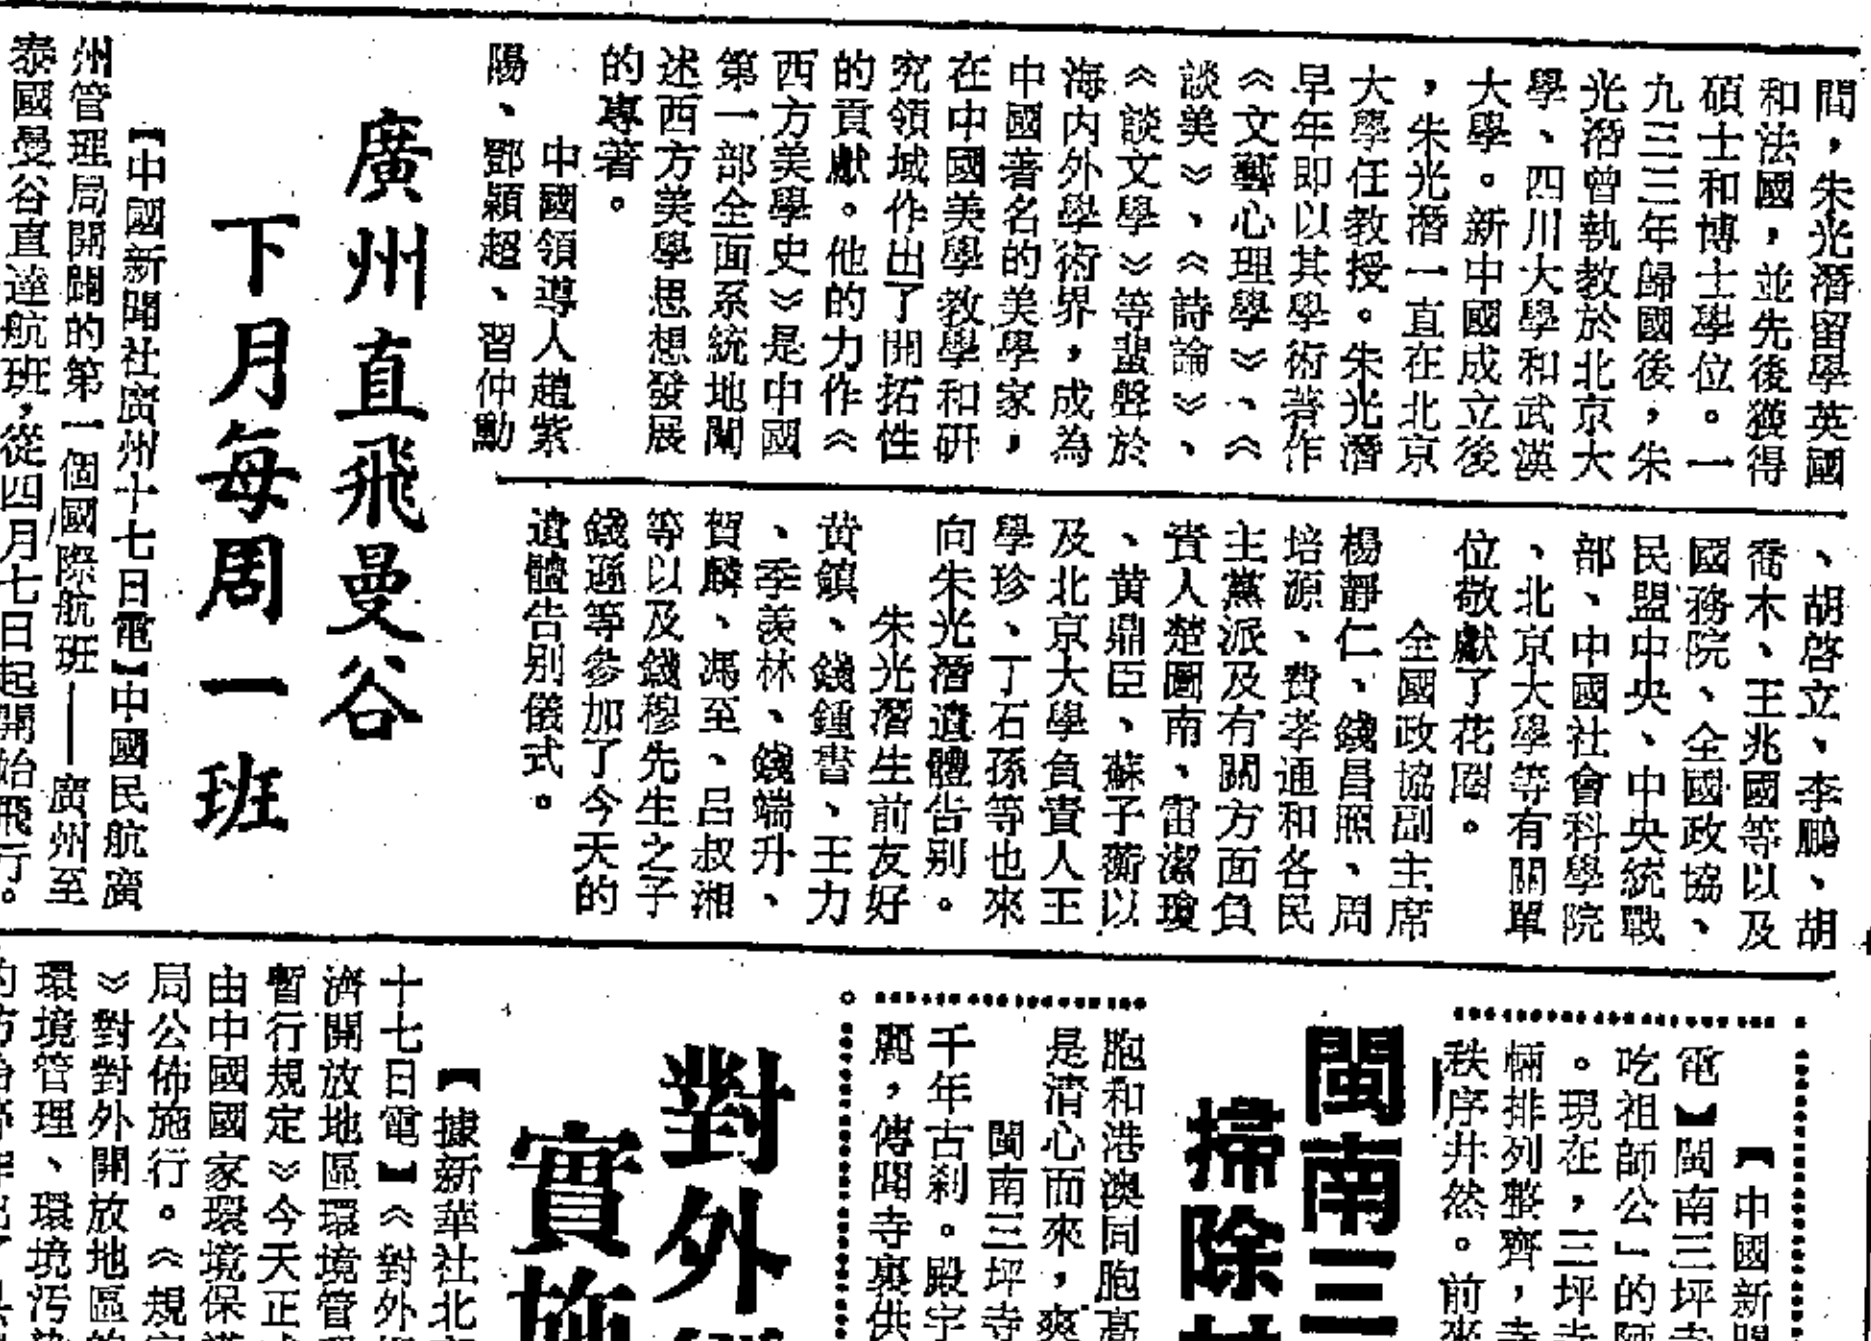 間，朱光潛留學英國
和法國，並先後獲得
碩士和博士學位。一
九三三年歸國後，朱
光潛曾執教於北京大
學、四川大學和武漢
大學。新中國成立後
，朱光潛一直在北京
大學任教授。朱光潛
早年即以其學術著作
《文藝心理學》、《
談美》、《詩論》、
《談文學》等蜚聲於
海內外學術界，成為
中國著名的美學家，
在中國美學教學和研
究領域作出了開拓性
的貢獻。他的力作《
西方美學史》是中國
第一部全面系統地闡
述西方美學思想發展
的專著。
中國領導人趙紫
陽、鄧穎超、習仲勳
、胡啓立、李鵬、胡
喬木、王兆國等以及
國務院、全國政協、
民盟中央、中央統戰
部、中國社會科學院
、北京大學等有關單
位敬獻了花圈。
全國政協副主席
楊靜仁、錢昌照、周
培源、費孝通和各民
主黨派及有關方面負
責人楚圖南、雷潔瓊
、黃鼎臣、蘇子蘅以
及北京大學負責人王
學珍、丁石孫等也來
向朱光潛遺體告別。
朱光潛生前友好
黄鎮、錢鍾書、王力
、季羨林、錢端升、
賀麟、馮至、呂叔湘
等以及錢穆先生之子
錢遜等參加了今天的
遺體告別儀式。
廣州直飛曼谷
下月每周一班
【中國新聞社廣州十七日電】中國民航廣
州管理局開闢的第一個國際航班——廣州至
泰國曼谷直達航班，從四月七日起開始飛行。
閩南三
掃除
【中國新聞
電】閩南三坪寺
吃祖師公」的
。現在，三坪寺
輛排列整齊，寺
秩序井然。前來
胞和港澳同胞高
是清心而來，爽
閩南三坪寺
千年古刹。殿宇
麗，傳聞寺裏供
對外
實施
【據新華社北
十七日電】《對外
濟開放地區環境管理
暫行規定》今天正
由中國國家環境保
局公佈施行。《規定
》對對外開放地區的
環境管理、環境污染